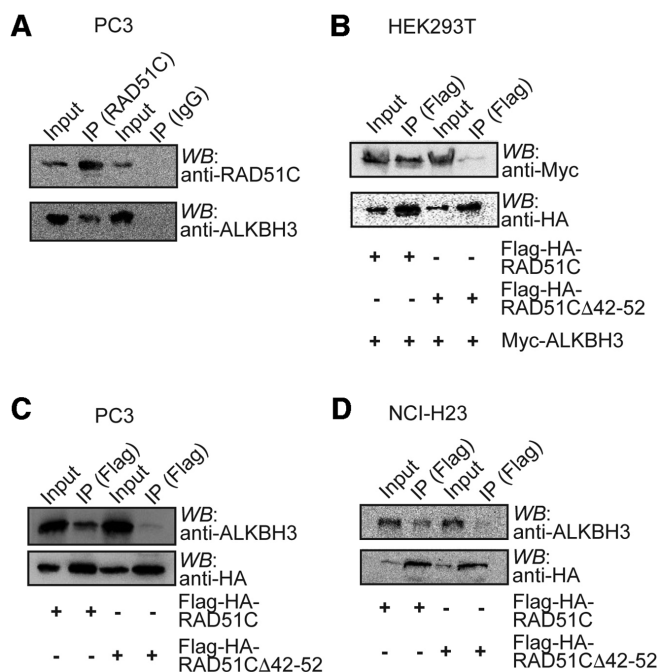 A
PC3
Input
IP (RAD51C)
Input
IP (IgG)
WB:
anti-RAD51C
WB:
anti-ALKBH3
B
HEK293T
Input
IP (Flag)
Input
IP (Flag)
WB:
anti-Myc
WB:
anti-HA
+ + - - Flag-HA-
RAD51C
- - + + Flag-HA-
RAD51CΔ42-52
+ + + + Myc-ALKBH3
C
PC3
Input
IP (Flag)
Input
IP (Flag)
WB:
anti-ALKBH3
WB:
anti-HA
+ + - - Flag-HA-
RAD51C
- - + + Flag-HA-
RAD51CΔ42-52
D
NCI-H23
Input
IP (Flag)
Input
IP (Flag)
WB:
anti-ALKBH3
WB:
anti-HA
+ + - - Flag-HA-
RAD51C
- - + + Flag-HA-
RAD51CΔ42-52